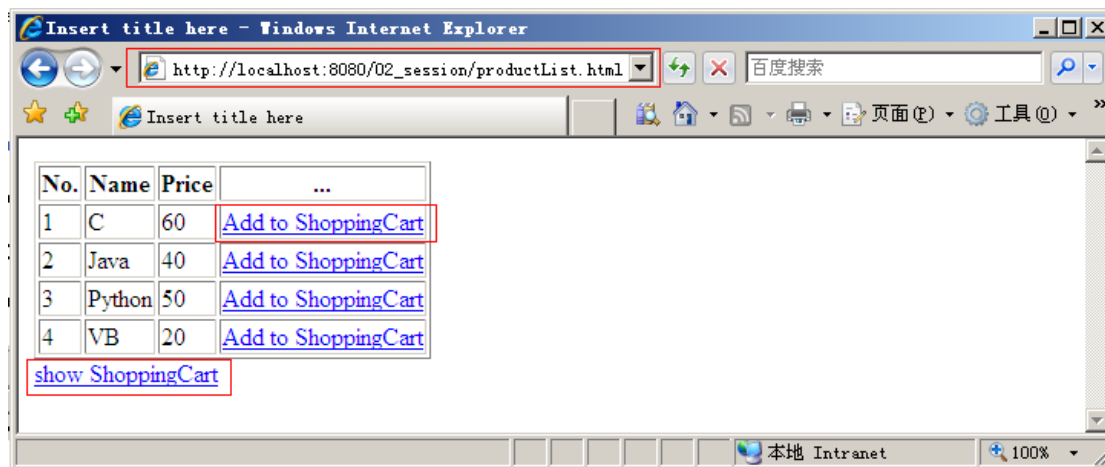 Insert title here - Windows Internet Explorer
http://localhost:8080/02_session/productList.html 百度搜索
Insert title here 页面(P) 工具(O) »
No. Name Price ...
1 C 60 Add to ShoppingCart
2 Java 40 Add to ShoppingCart
3 Python 50 Add to ShoppingCart
4 VB 20 Add to ShoppingCart
show ShoppingCart
本地 Intranet 100%